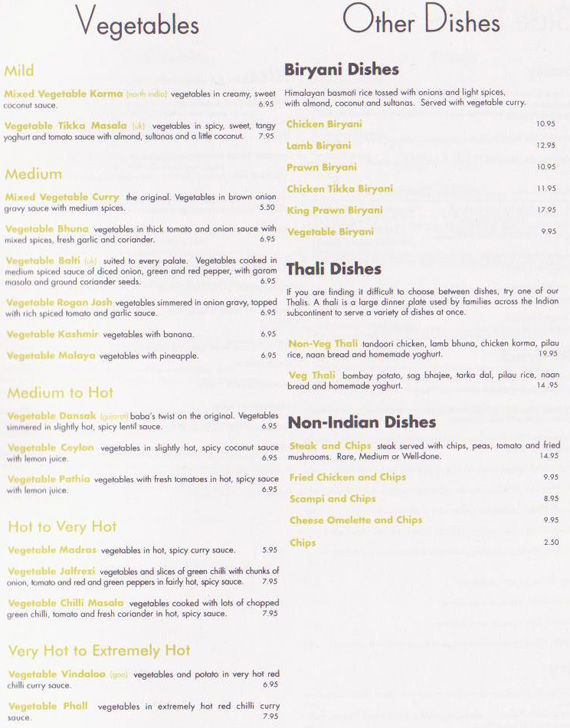 Vegetables
Mild
Mixed Vegetable Korma (north india) vegetables in creamy, sweet
coconut sauce. 6.95
Vegetable Tikka Masala (uk) vegetables in spicy, sweet, tangy
yoghurt and tomato sauce with almond, sultanas and a little coconut. 7.95
Medium
Mixed Vegetable Curry the original. Vegetables in brown onion
gravy sauce with medium spices. 5.50
Vegetable Bhuna vegetables in thick tomato and onion sauce with
mixed spices, fresh garlic and coriander. 6.95
Vegetable Balti (uk) suited to every palate. Vegetables cooked in
medium spiced sauce of diced onion, green and red pepper, with garam
masala and ground coriander seeds. 6.95
Vegetable Rogan Josh vegetables simmered in onion gravy, topped
with rich spiced tomato and garlic sauce. 6.95
Vegetable Kashmir vegetables with banana. 6.95
Vegetable Malaya vegetables with pineapple. 6.95
Medium to Hot
Vegetable Dansak (gujarat) baba's twist on the original. Vegetables
simmered in slightly hot, spicy lentil sauce. 6.95
Vegetable Ceylon vegetables in slightly hot, spicy coconut sauce
with lemon juice. 6.95
Vegetable Pathia vegetables with fresh tomatoes in hot, spicy sauce
with lemon juice. 6.95
Hot to Very Hot
Vegetable Madras vegetables in hot, spicy curry sauce. 5.95
Vegetable Jalfrezi vegetables and slices of green chilli with chunks of
onion, tomato and red and green peppers in fairly hot, spicy sauce. 7.95
Vegetable Chilli Masala vegetables cooked with lots of chopped
green chilli, tomato and fresh coriander in hot, spicy sauce. 7.95
Very Hot to Extremely Hot
Vegetable Vindaloo (goa) vegetables and potato in very hot red
chilli curry sauce. 6.95
Vegetable Phall vegetables in extremely hot red chilli curry
sauce. 7.95
Other Dishes
Biryani Dishes
Himalayan basmati rice tossed with onions and light spices,
with almond, coconut and sultanas. Served with vegetable curry.
Chicken Biryani 10.95
Lamb Biryani 12.95
Prawn Biryani 10.95
Chicken Tikka Biryani 11.95
King Prawn Biryani 17.95
Vegetable Biryani 9.95
Thali Dishes
If you are finding it difficult to choose between dishes, try one of our
Thalis. A thali is a large dinner plate used by families across the Indian
subcontinent to serve a variety of dishes at once.
Non-Veg Thali tandoori chicken, lamb bhuna, chicken korma, pilau
rice, naan bread and homemade yoghurt. 19.95
Veg Thali bombay potato, sag bhajee, tarka dal, pilau rice, naan
bread and homemade yoghurt. 14 .95
Non-Indian Dishes
Steak and Chips steak served with chips, peas, tomato and fried
mushrooms. Rare, Medium or Well-done. 14.95
Fried Chicken and Chips 9.95
Scampi and Chips 8.95
Cheese Omelette and Chips 9.95
Chips 2.50